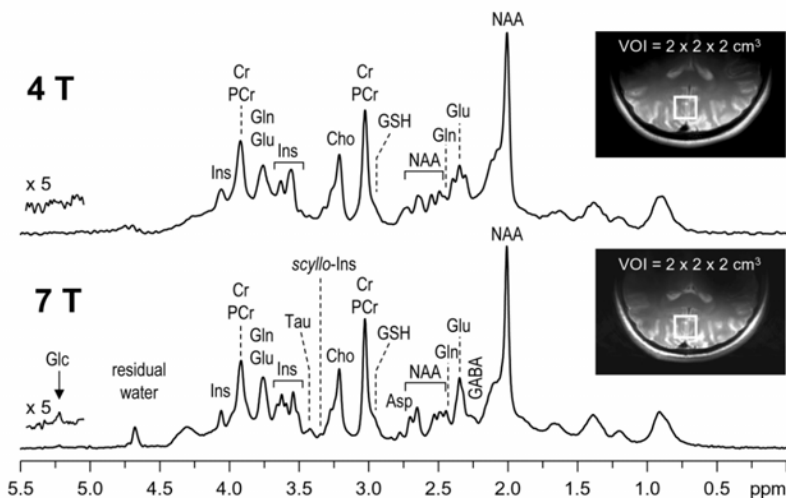 NAA
VOI = 2 x 2 x 2 cm³
4 T
Cr
PCr
Cr
PCr
Gln
Glu
GSH
Glu
Gln
Ins
Cho
NAA
Ins
x 5
NAA
VOI = 2 x 2 x 2 cm³
7 T
scyllo-Ins
Cr
PCr
Cr
PCr
Tau
GSH
Gln
Glu
Glu
Gln
GABA
Glc
residual
water
Ins
Cho
NAA
Ins
Asp
x 5
5.5 5.0 4.5 4.0 3.5 3.0 2.5 2.0 1.5 1.0 0.5 ppm